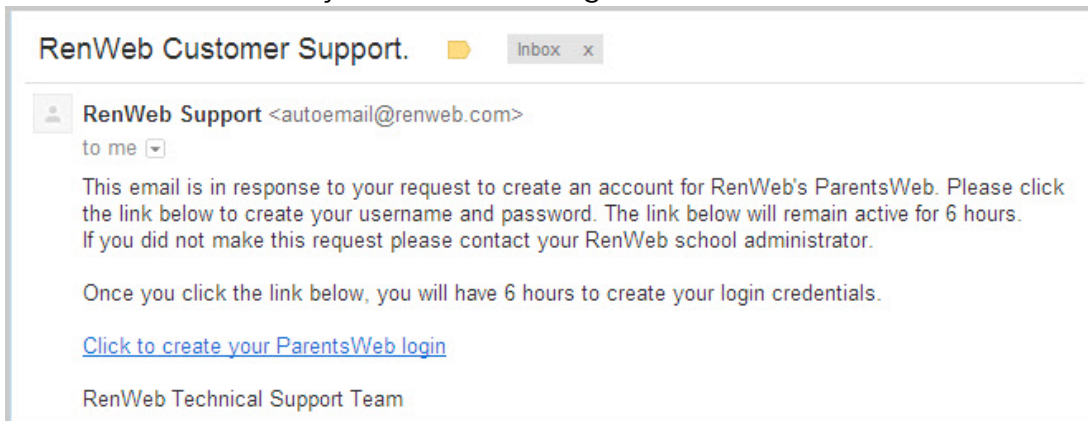 RenWeb Customer Support. Inbox x
RenWeb Support <autoemail@renweb.com>
to me
This email is in response to your request to create an account for RenWeb's ParentsWeb. Please click
the link below to create your username and password. The link below will remain active for 6 hours.
If you did not make this request please contact your RenWeb school administrator.
Once you click the link below, you will have 6 hours to create your login credentials.
Click to create your ParentsWeb login
RenWeb Technical Support Team